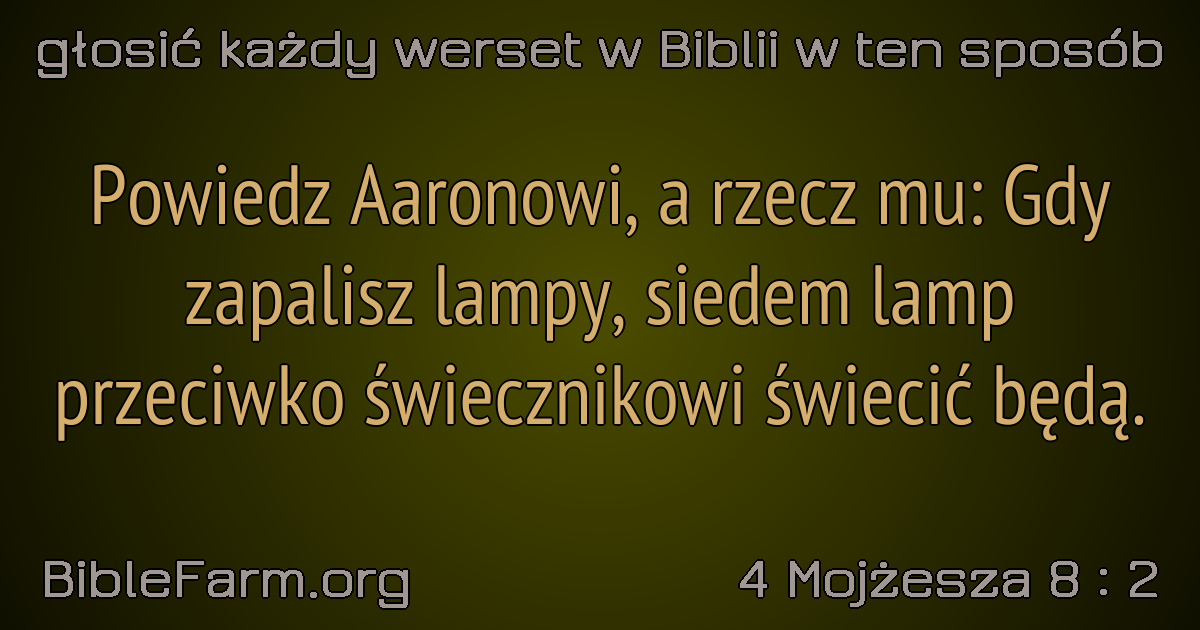 głosić każdy werset w Biblii w ten sposób
Powiedz Aaronowi, a rzecz mu: Gdy
zapalisz lampy, siedem lamp
przeciwko świecznikowi świecić będą.
BibleFarm.org
4 Mojżesza 8 : 2